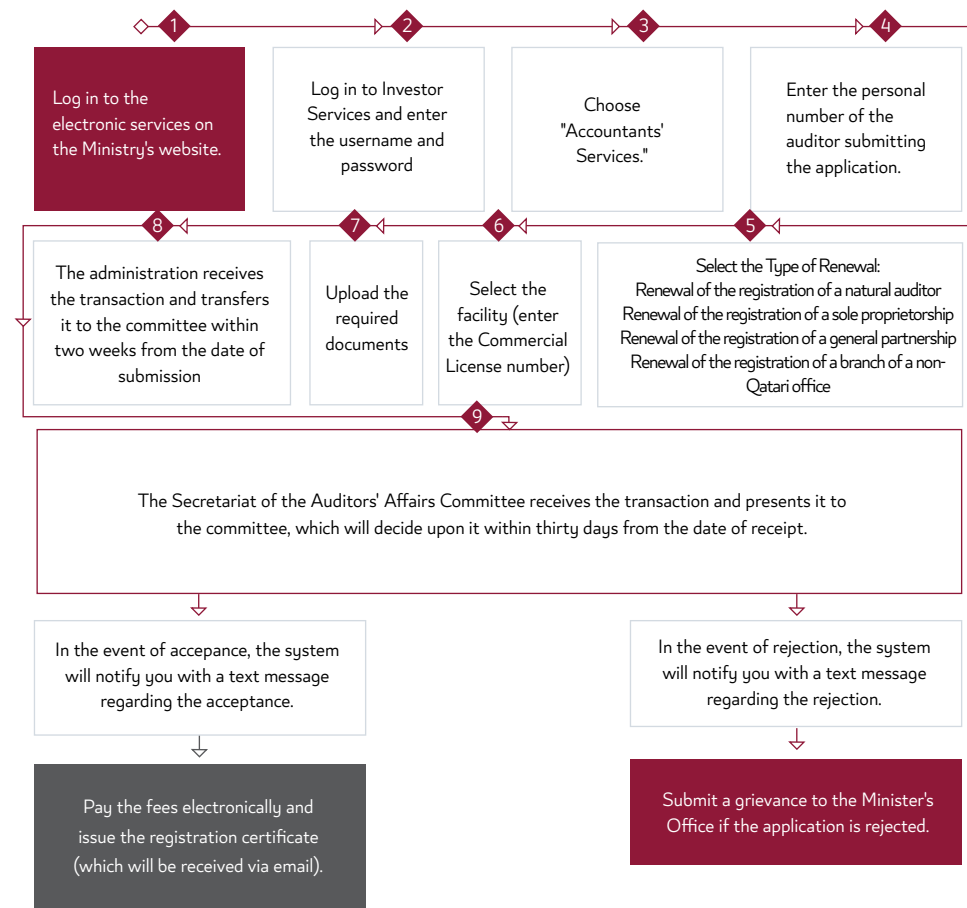 1
Log in to the
electronic services on
the Ministry's website.
2
Log in to Investor
Services and enter
the username and
password
3
Choose
"Accountants'
Services."
4
Enter the personal
number of the
auditor submitting
the application.
5
Select the Type of Renewal:
Renewal of the registration of a natural auditor
Renewal of the registration of a sole proprietorship
Renewal of the registration of a general partnership
Renewal of the registration of a branch of a non-
Qatari office
6
Select the
facility (enter
the Commercial
License number)
7
Upload the
required
documents
8
The administration receives
the transaction and transfers
it to the committee within
two weeks from the date of
submission
9
The Secretariat of the Auditors' Affairs Committee receives the transaction and presents it to
the committee, which will decide upon it within thirty days from the date of receipt.
In the event of accepance, the system
will notify you with a text message
regarding the acceptance.
Pay the fees electronically and
issue the registration certificate
(which will be received via email).
In the event of rejection, the system
will notify you with a text message
regarding the rejection.
Submit a grievance to the Minister's
Office if the application is rejected.